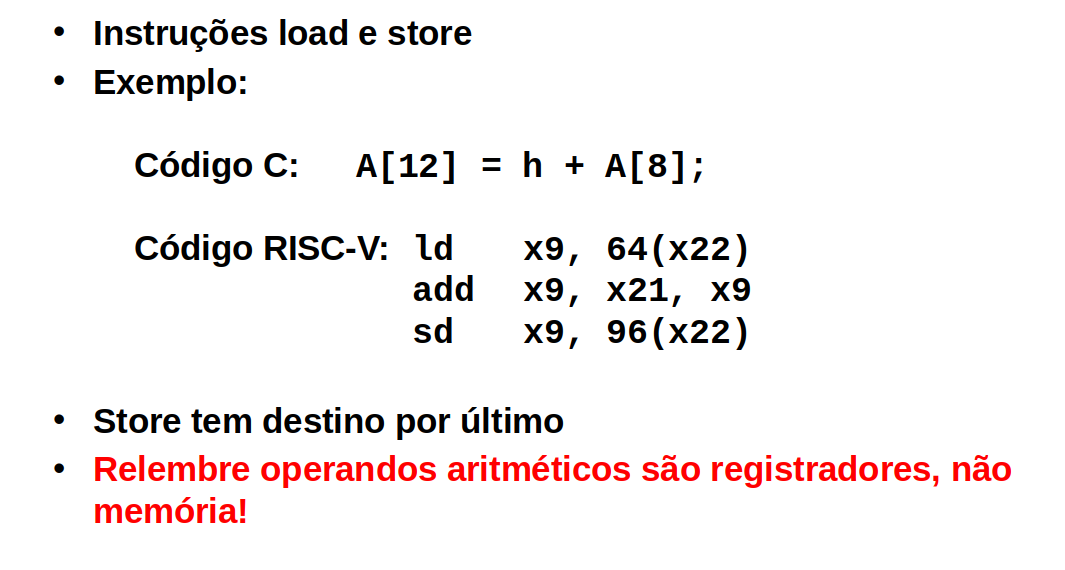 • Instruções load e store
• Exemplo:
Código C: A[12] = h + A[8];
Código RISC-V: ld x9, 64(x22)
add x9, x21, x9
sd x9, 96(x22)
• Store tem destino por último
• Relembre operandos aritméticos são registradores, não
memória!